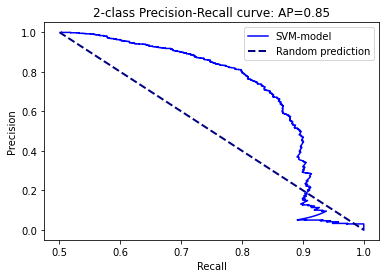 2-class Precision-Recall curve: AP=0.85
SVM-model
Random prediction
Precision
1.0
0.8
0.6
0.4
0.2
0.0
0.5
0.6
0.7
0.8
0.9
1.0
Recall